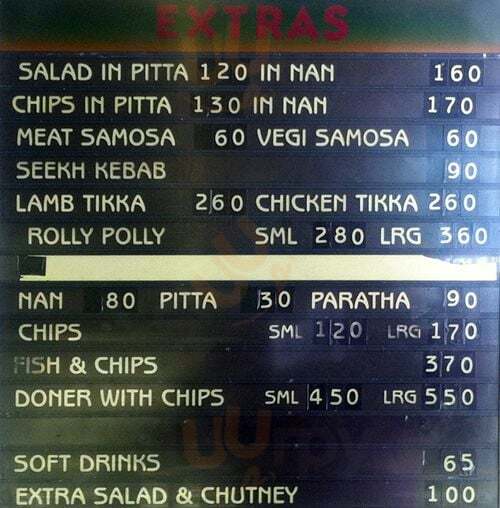 EXTRAS
SALAD IN PITTA 120 IN NAN 160
CHIPS IN PITTA 130 IN NAN 170
MEAT SAMOSA 60 VEGI SAMOSA 60
SEEKH KEBAB 90
LAMB TIKKA 260 CHICKEN TIKKA 260
ROLLY POLLY SML 280 LRG 360
NAN 80 PITTA 30 PARATHA 90
CHIPS SML 120 LRG 170
FISH & CHIPS 370
DONER WITH CHIPS SML 450 LRG 550
SOFT DRINKS 65
EXTRA SALAD & CHUTNEY 100